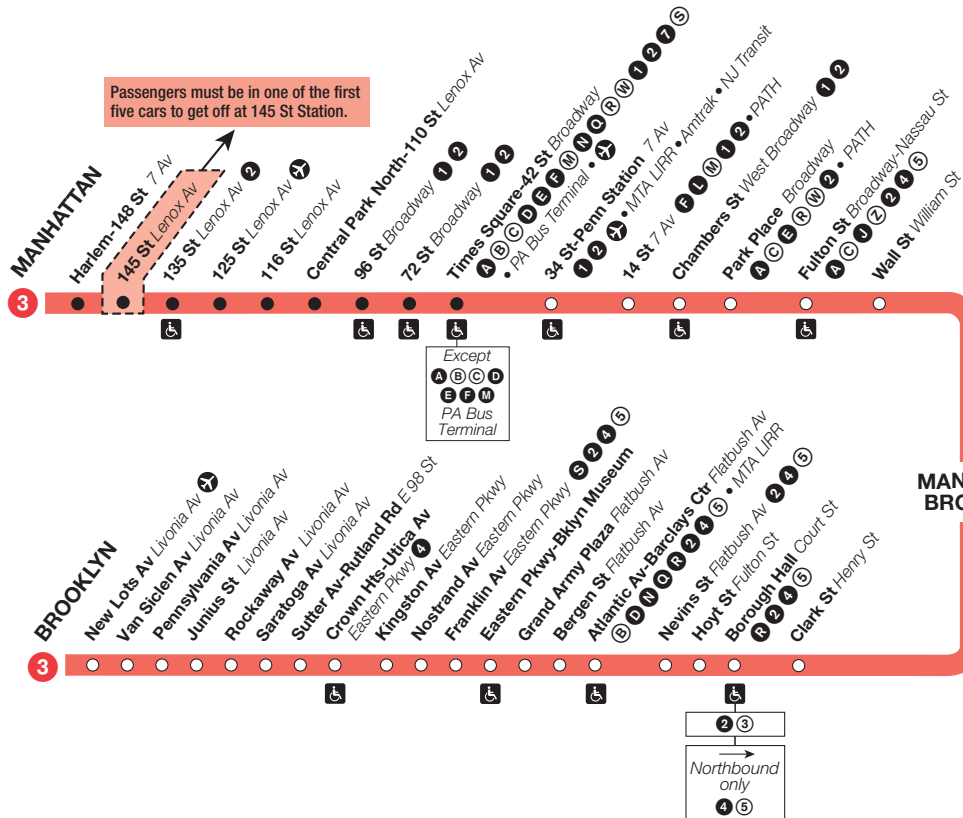 Passengers must be in one of the first
five cars to get off at 145 St Station.
MANHATTAN
3
Harlem-148 St 7 Av
145 St Lenox Av
135 St Lenox Av 2
125 St Lenox Av
116 St Lenox Av
Central Park North-110 St Lenox Av
96 St Broadway 1 2
72 St Broadway 1 2
Times Square-42 St Broadway
A B C D E F M N Q R W 1 2 7 S
• PA Bus Terminal •
34 St-Penn Station 7 Av
1 2 • MTA LIRR • Amtrak • NJ Transit
14 St 7 Av F L M 1 2 • PATH
Chambers St West Broadway 1 2
Park Place Broadway
A C E R W 2 • PATH
Fulton St Broadway-Nassau St
A C J Z 2 4 5
Wall St William St
Except
A B C D
E F M
PA Bus
Terminal
MAN
BRO
BROOKLYN
3
New Lots Av Livonia Av
Van Siclen Av Livonia Av
Pennsylvania Av Livonia Av
Junius St Livonia Av
Rockaway Av Livonia Av
Saratoga Av Livonia Av
Sutter Av-Rutland Rd E 98 St
Crown Hts-Utica Av
Eastern Pkwy 4
Kingston Av Eastern Pkwy
Nostrand Av Eastern Pkwy
Franklin Av Eastern Pkwy S 2 4 5
Eastern Pkwy-Bklyn Museum
Grand Army Plaza Flatbush Av
Bergen St Flatbush Av
Atlantic Av-Barclays Ctr Flatbush Av
B D N Q R 2 4 5 • MTA LIRR
Nevins St Flatbush Av 2 4 5
Hoyt St Fulton St
Borough Hall Court St
R 2 4 5
Clark St Henry St
2 3
Northbound
only
4 5